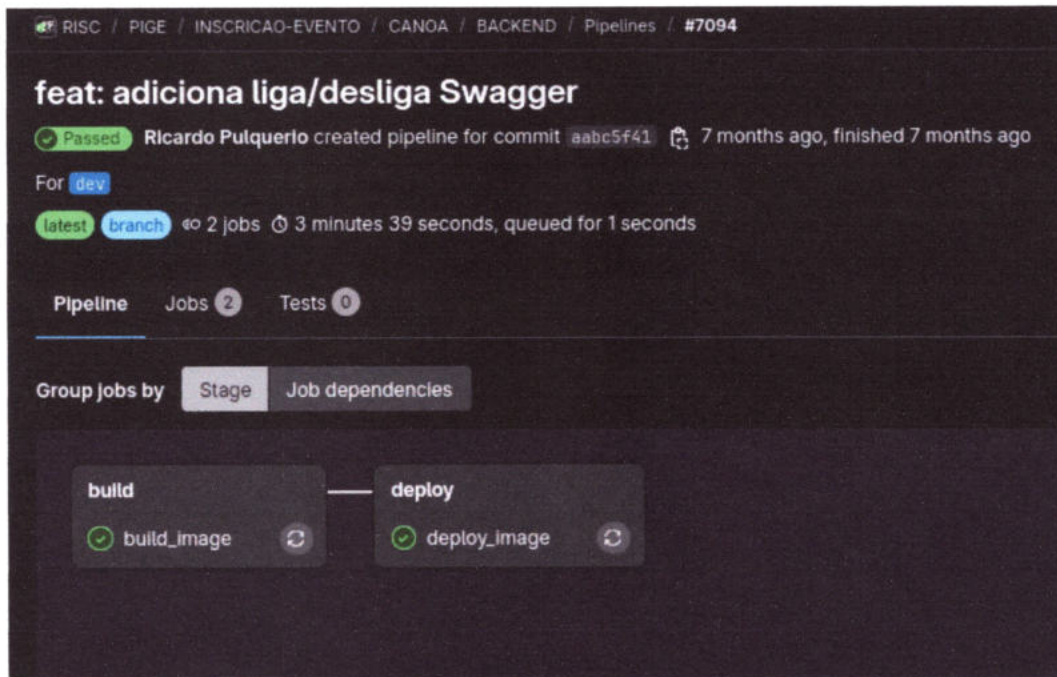 RISC / PIGE / INSCRICAO-EVENTO / CANOA / BACKEND / Pipelines / #7094
feat: adiciona liga/desliga Swagger
Passed Ricardo Pulquerio created pipeline for commit aabc5f41 7 months ago, finished 7 months ago
For dev
latest branch 2 jobs 3 minutes 39 seconds, queued for 1 seconds
Pipeline Jobs 2 Tests 0
Group jobs by Stage Job dependencies
build deploy
build_image deploy_image